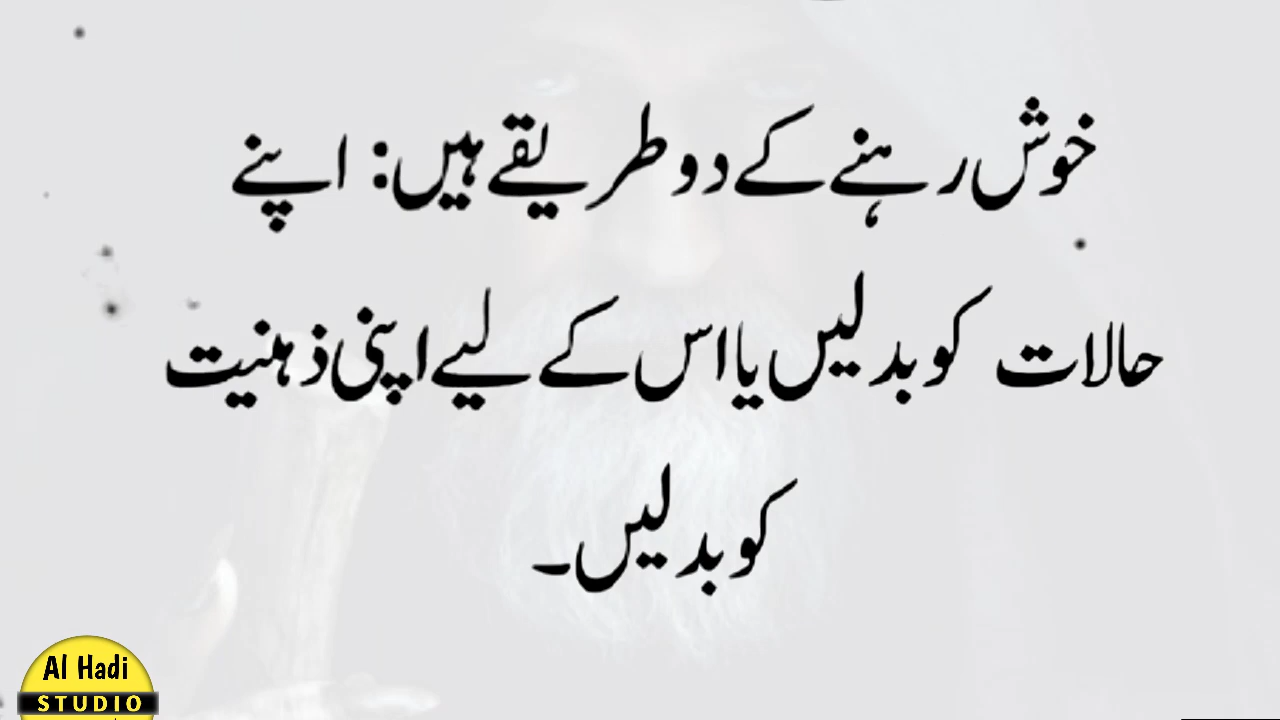 خوش رہنے کے دو طریقے ہیں: اپنے
حالات کو بدلیں یا اس کے لیے اپنی ذہنیت
کو بدلیں۔
Al Hadi
STUDIO